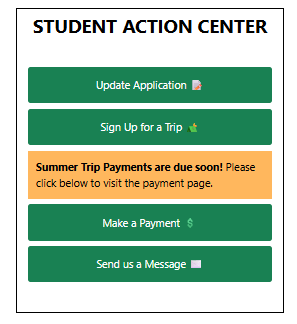 STUDENT ACTION CENTER
Update Application 📝
Sign Up for a Trip 🌿
Summer Trip Payments are due soon! Please
click below to visit the payment page.
Make a Payment 💲
Send us a Message ✉